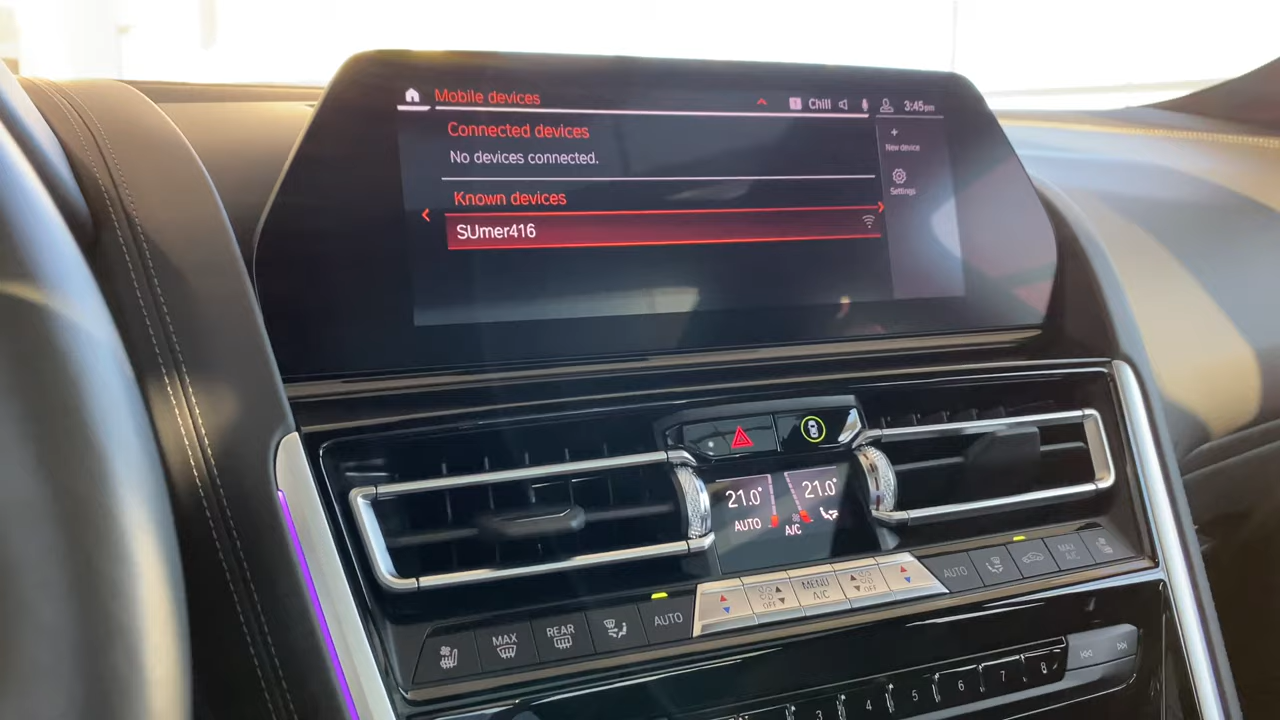 Mobile devices
Chill
3:45pm
Connected devices
No devices connected.
Known devices
SUmer416
+
New device
Settings
21.0°
21.0°
AUTO
A/C
MAX
REAR
AUTO
OFF
MENU
A/C
OFF
AUTO
MAX
A/C
3
4
5
6
7
8